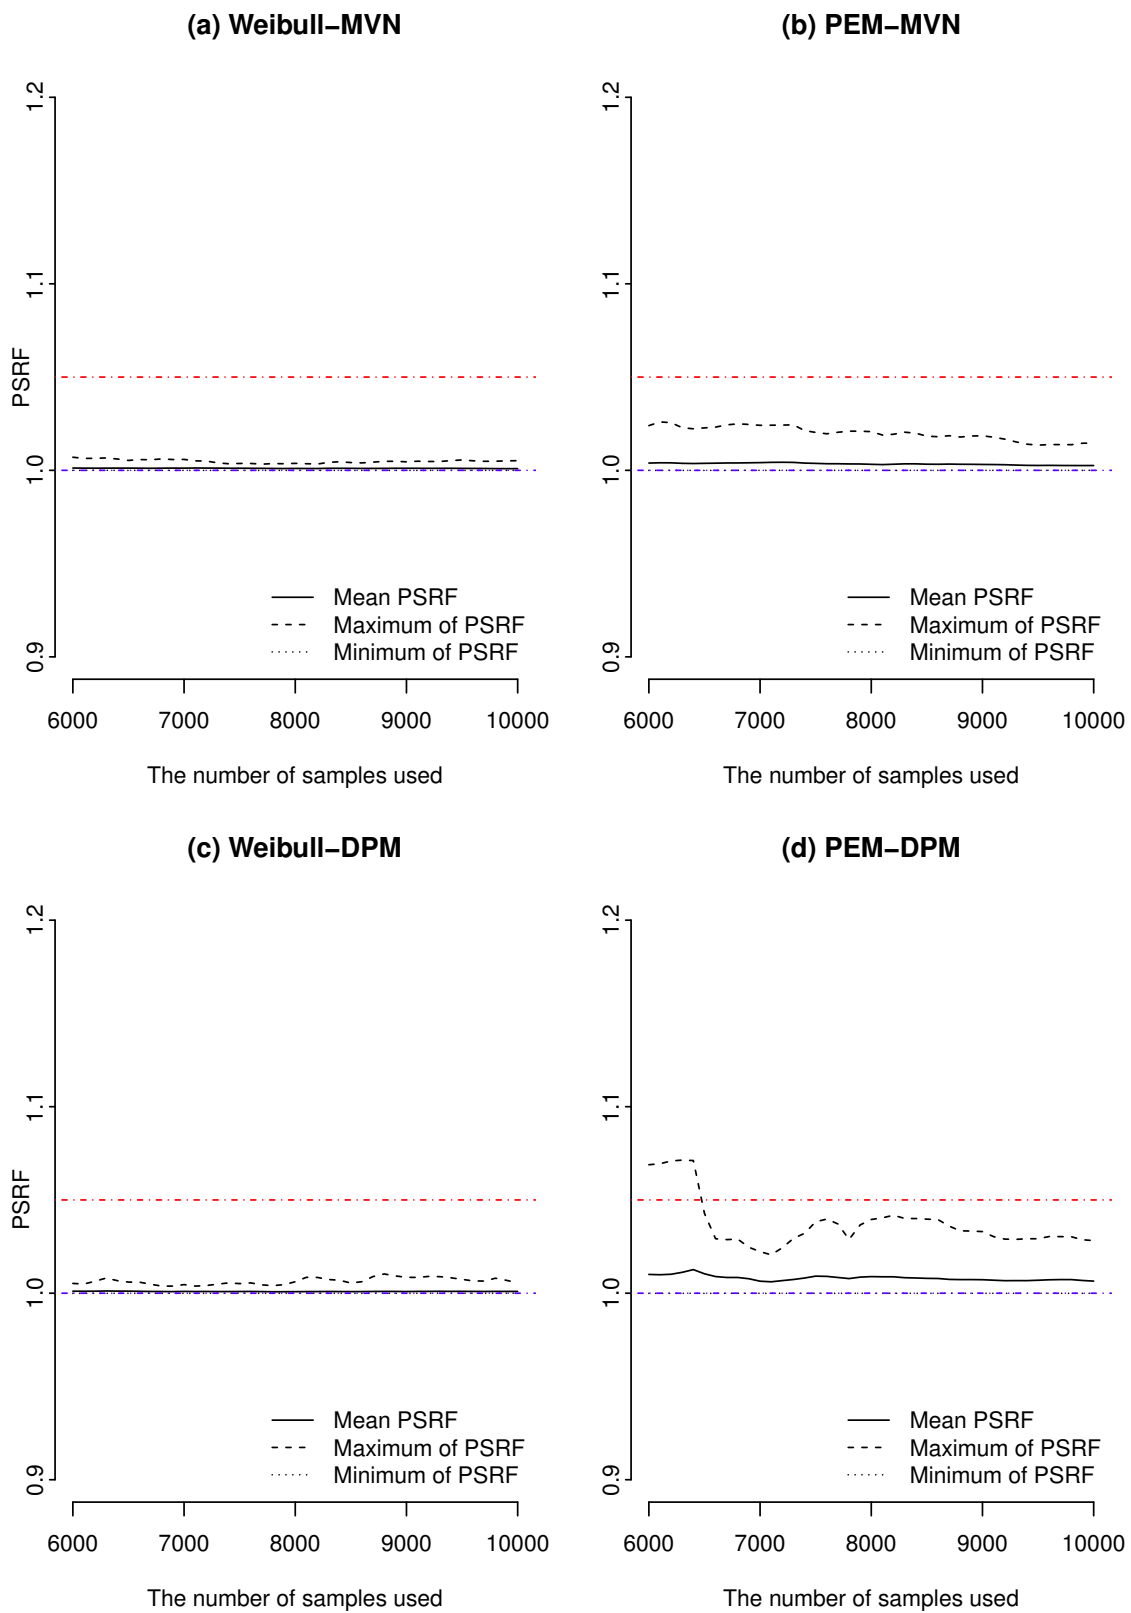 (a) Weibull−MVN
(b) PEM−MVN
PSRF
1.2
1.1
1.0
0.9
Mean PSRF
Maximum of PSRF
Minimum of PSRF
6000 7000 8000 9000 10000
The number of samples used
1.2
1.1
1.0
0.9
Mean PSRF
Maximum of PSRF
Minimum of PSRF
6000 7000 8000 9000 10000
The number of samples used
(c) Weibull−DPM
(d) PEM−DPM
PSRF
1.2
1.1
1.0
0.9
Mean PSRF
Maximum of PSRF
Minimum of PSRF
6000 7000 8000 9000 10000
The number of samples used
1.2
1.1
1.0
0.9
Mean PSRF
Maximum of PSRF
Minimum of PSRF
6000 7000 8000 9000 10000
The number of samples used